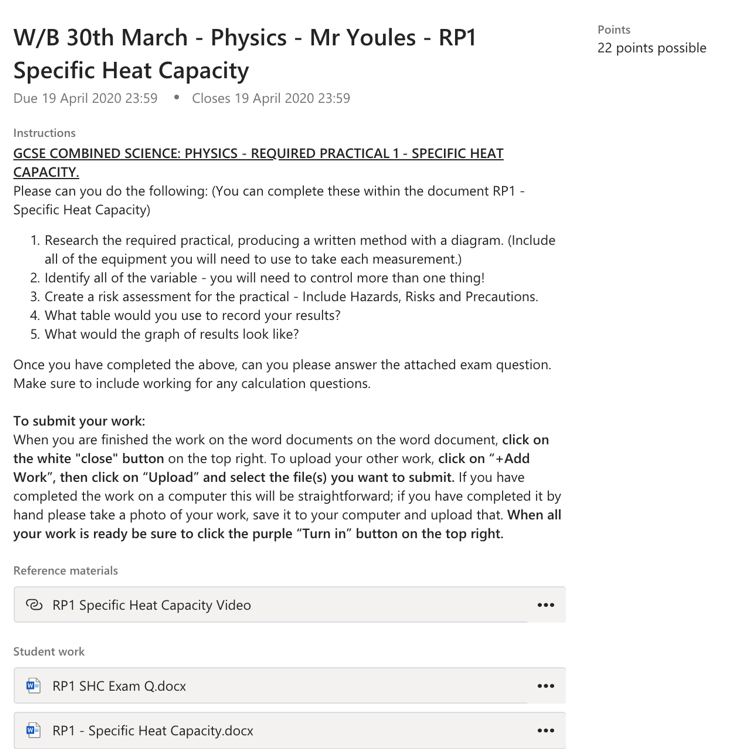 W/B 30th March - Physics - Mr Youles - RP1
Specific Heat Capacity
Due 19 April 2020 23:59 • Closes 19 April 2020 23:59
Points
22 points possible
Instructions
GCSE COMBINED SCIENCE: PHYSICS - REQUIRED PRACTICAL 1 - SPECIFIC HEAT
CAPACITY.
Please can you do the following: (You can complete these within the document RP1 -
Specific Heat Capacity)
1. Research the required practical, producing a written method with a diagram. (Include
all of the equipment you will need to use to take each measurement.)
2. Identify all of the variable - you will need to control more than one thing!
3. Create a risk assessment for the practical - Include Hazards, Risks and Precautions.
4. What table would you use to record your results?
5. What would the graph of results look like?
Once you have completed the above, can you please answer the attached exam question.
Make sure to include working for any calculation questions.
To submit your work:
When you are finished the work on the word documents on the word document, click on
the white "close" button on the top right. To upload your other work, click on “+Add
Work”, then click on “Upload” and select the file(s) you want to submit. If you have
completed the work on a computer this will be straightforward; if you have completed it by
hand please take a photo of your work, save it to your computer and upload that. When all
your work is ready be sure to click the purple “Turn in” button on the top right.
Reference materials
RP1 Specific Heat Capacity Video
Student work
RP1 SHC Exam Q.docx
RP1 - Specific Heat Capacity.docx